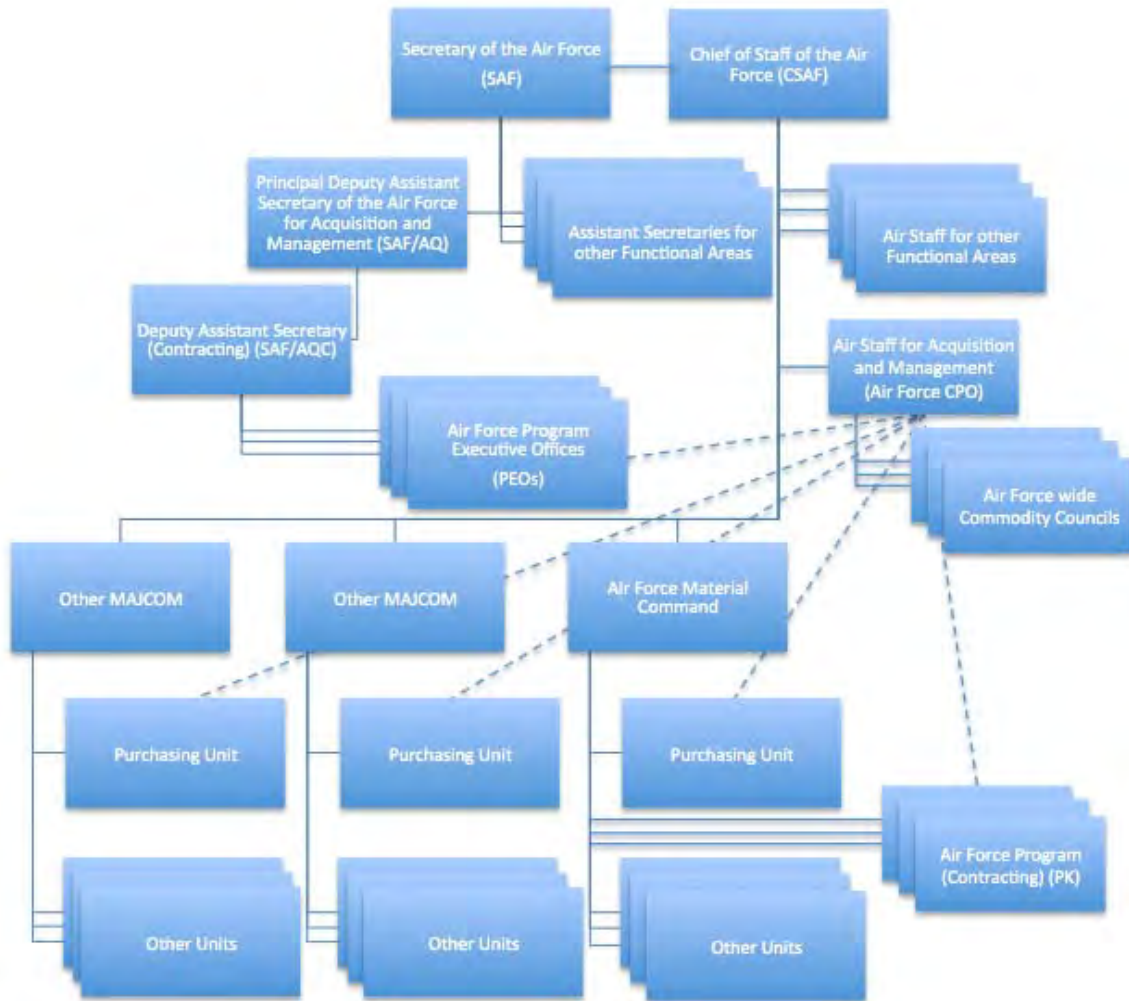 Secretary of the Air Force
(SAF)
Chief of Staff of the Air
Force (CSAF)
Principal Deputy Assistant
Secretary of the Air Force
for Acquisition and
Management (SAF/AQ)
Assistant Secretaries for
other Functional Areas
Air Staff for other
Functional Areas
Deputy Assistant Secretary
(Contracting) (SAF/AQC)
Air Staff for Acquisition
and Management
(Air Force CPO)
Air Force Program
Executive Offices
(PEOs)
Air Force wide
Commodity Councils
Other MAJCOM
Other MAJCOM
Air Force Material
Command
Purchasing Unit
Purchasing Unit
Purchasing Unit
Air Force Program
(Contracting) (PK)
Other Units
Other Units
Other Units